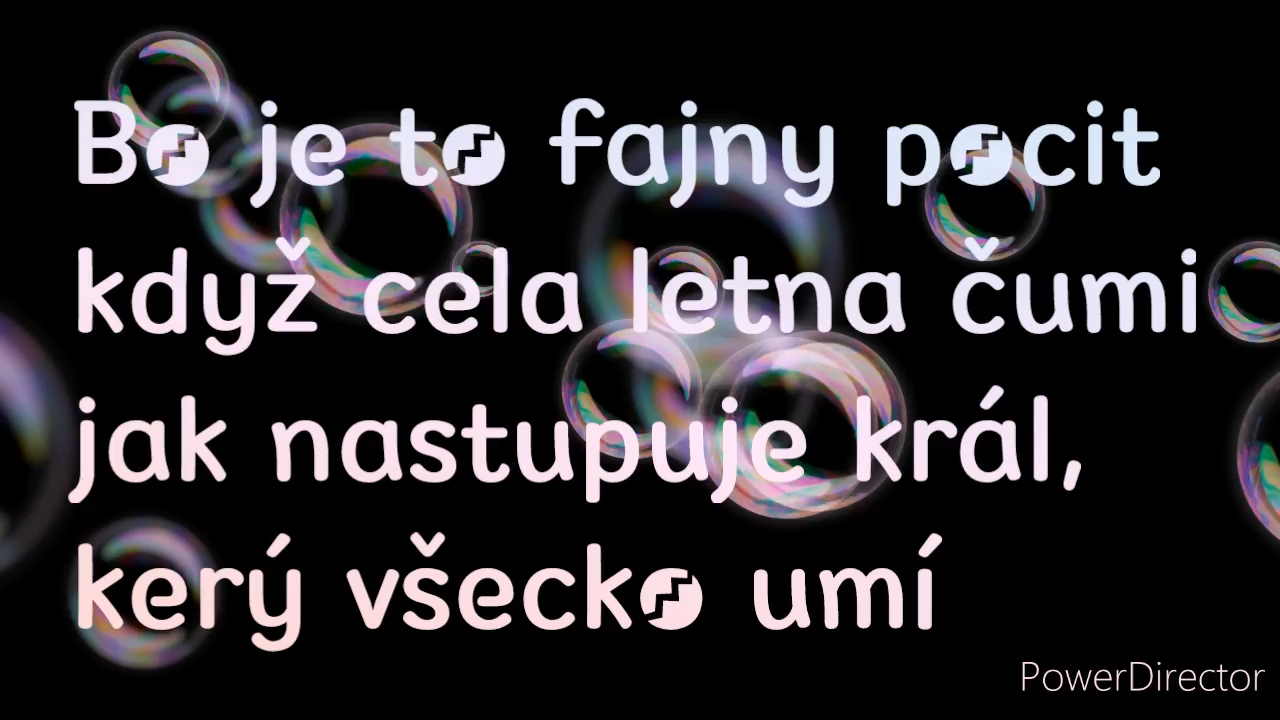 Bo je to fajny pocit
když cela letna čumi
jak nastupuje král,
kerý všecko umí
PowerDirector